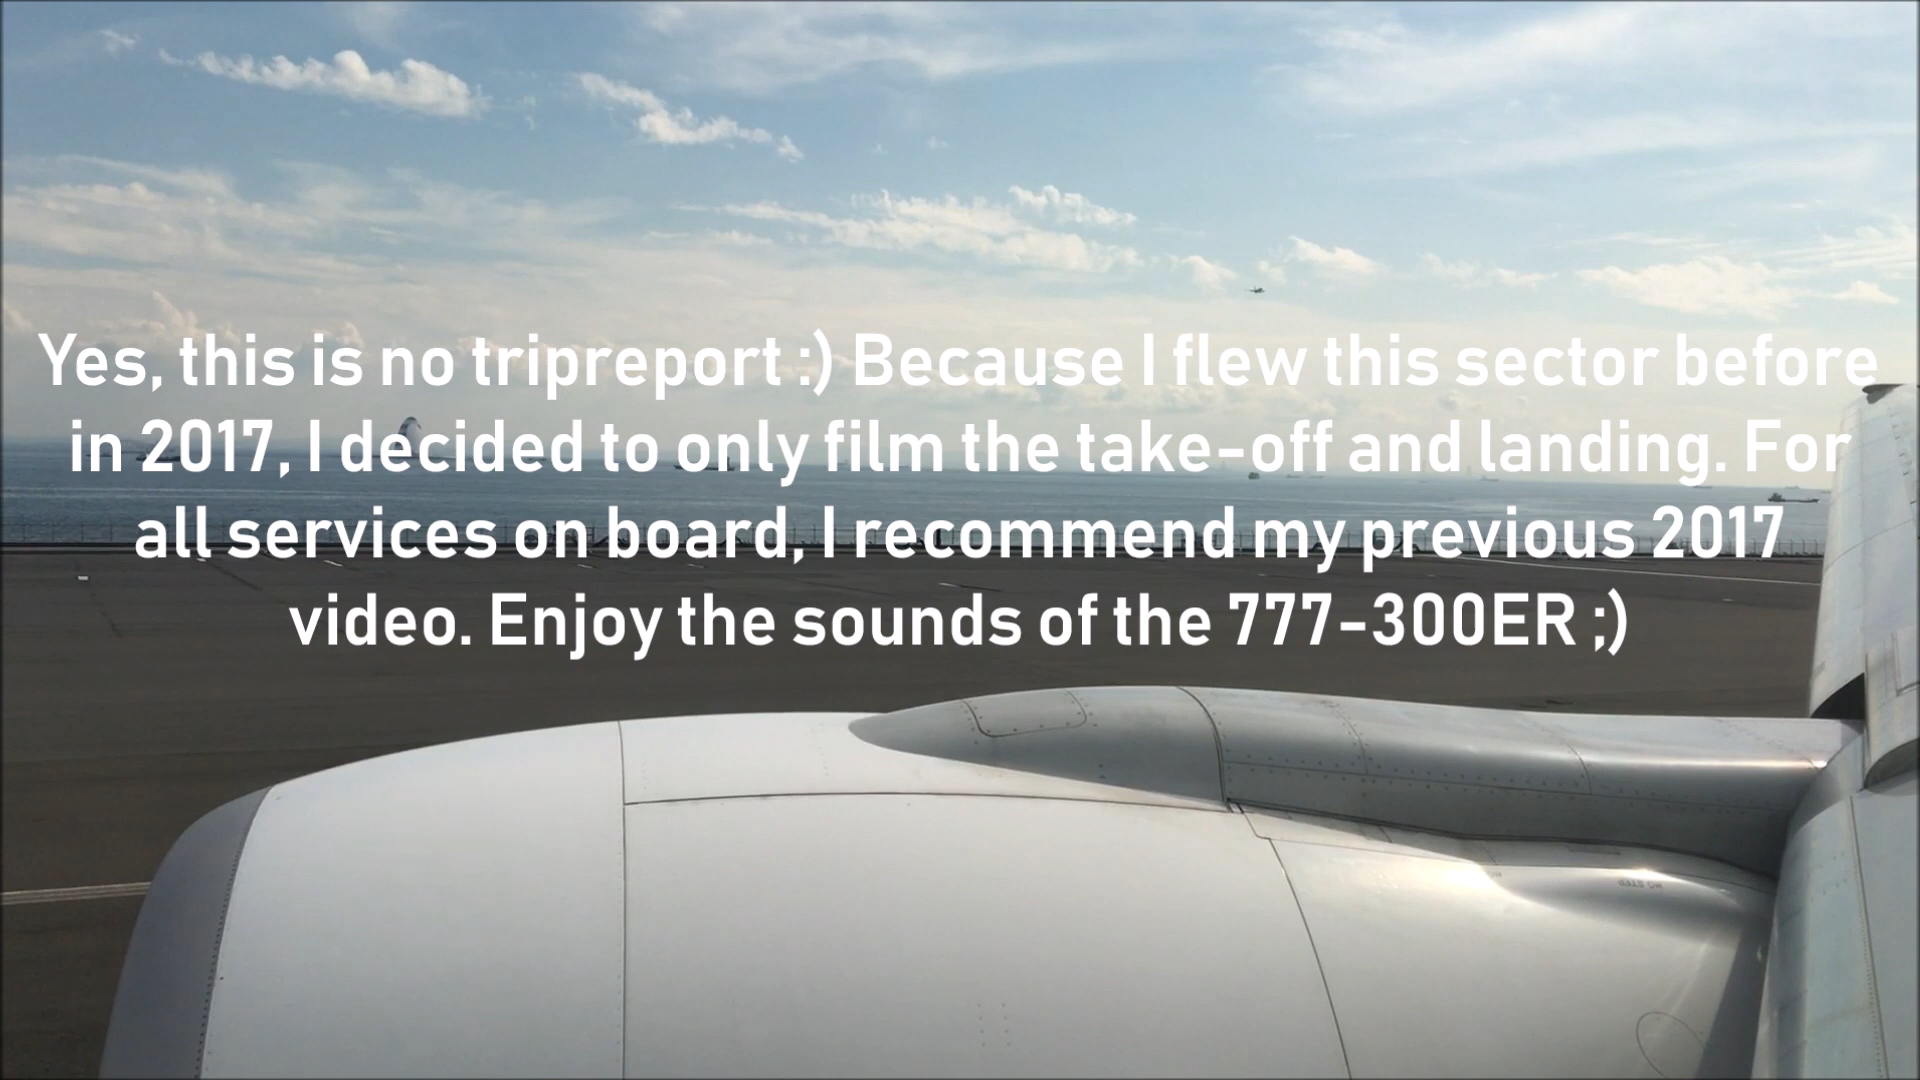 Yes, this is no tripreport :) Because I flew this sector before
in 2017, I decided to only film the take-off and landing. For
all services on board, I recommend my previous 2017
video. Enjoy the sounds of the 777-300ER ;)
NO STEP